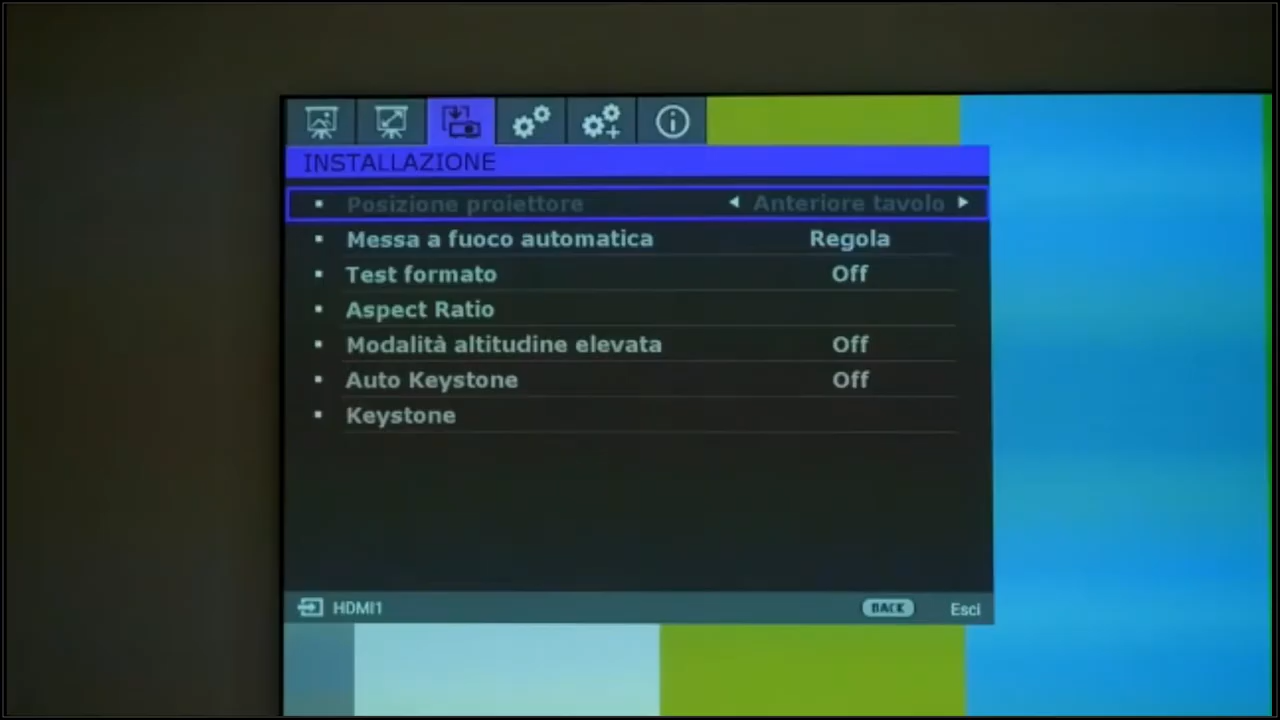 INSTALLAZIONE
Posizione proiettore Anteriore tavolo
Messa a fuoco automatica Regola
Test formato Off
Aspect Ratio
Modalità altitudine elevata Off
Auto Keystone Off
Keystone
HDMI1 BACK Esci